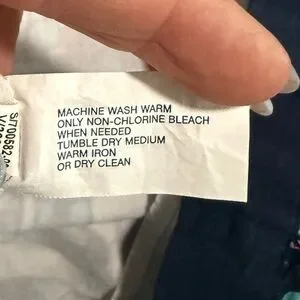 MACHINE WASH WARM
ONLY NON-CHLORINE BLEACH
WHEN NEEDED
TUMBLE DRY MEDIUM
WARM IRON
OR DRY CLEAN